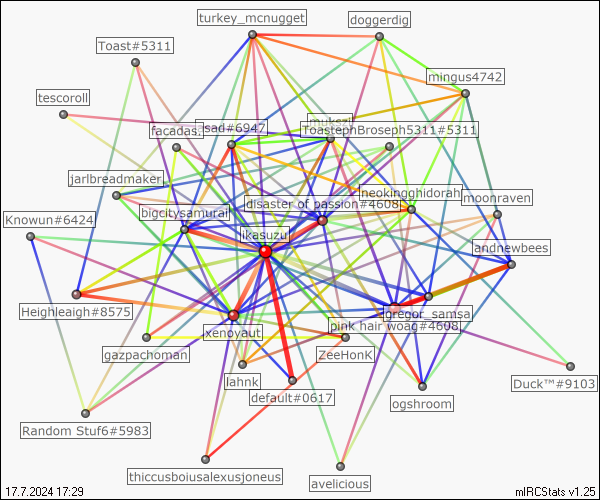 turkey_mcnugget
doggerdig
Toast#5311
mingus4742
tescoroll
facadas
sad#6947
mukszi
ToastephBroseph5311#5311
jarlbreadmaker
disaster of passion#4608
neokingghidorah
moonraven
bigcitysamurai
Knowun#6424
jikasuzu
andnewbees
Heighleaigh#8575
xenoyaut
gregor_samsa
pink hair woag#4608
gazpachoman
ZeeHonK
lahnk
Duck™#9103
default#0617
ogshroom
Random Stuf6#5983
thiccusboiusalexusjoneus
avelicious
17.7.2024 17:29
mIRCStats v1.25